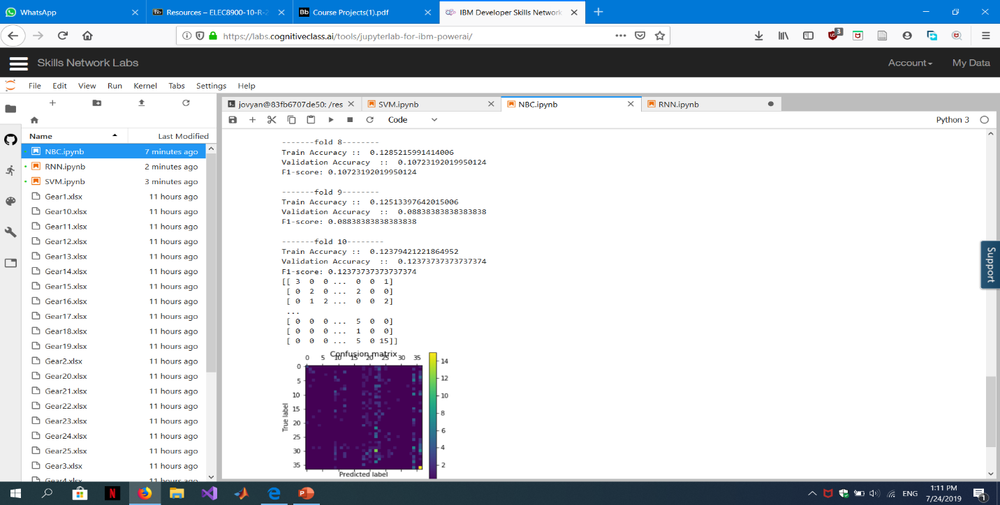 WhatsApp
Resources – ELEC8900-10-R-2
Course Projects(1).pdf
IBM Developer Skills Network
https://labs.cognitiveclass.ai/tools/jupyterlab-for-ibm-powerai/
3
Skills Network Labs
Account
My Data
File Edit View Run Kernel Tabs Settings Help
jovyan@83fb6707de50: /res
SVM.ipynb
NBC.ipynb
RNN.ipynb
Code
Python 3
Name
Last Modified
NBC.ipynb 7 minutes ago
RNN.ipynb 2 minutes ago
SVM.ipynb 3 minutes ago
Gear1.xlsx 11 hours ago
Gear10.xlsx 11 hours ago
Gear11.xlsx 11 hours ago
Gear12.xlsx 11 hours ago
Gear13.xlsx 11 hours ago
Gear14.xlsx 11 hours ago
Gear15.xlsx 11 hours ago
Gear16.xlsx 11 hours ago
Gear17.xlsx 11 hours ago
Gear18.xlsx 11 hours ago
Gear19.xlsx 11 hours ago
Gear2.xlsx 11 hours ago
Gear20.xlsx 11 hours ago
Gear21.xlsx 11 hours ago
Gear22.xlsx 11 hours ago
Gear23.xlsx 11 hours ago
Gear24.xlsx 11 hours ago
Gear25.xlsx 11 hours ago
Gear3.xlsx 11 hours ago
Gear4.xlsx 11 hours ago
-------fold 8--------
Train Accuracy :: 0.1285215991414006
Validation Accuracy :: 0.10723192019950124
F1-score: 0.10723192019950124
-------fold 9--------
Train Accuracy :: 0.12513397642015006
Validation Accuracy :: 0.08838383838383838
F1-score: 0.08838383838383838
-------fold 10--------
Train Accuracy :: 0.12379421221864952
Validation Accuracy :: 0.12373737373737374
F1-score: 0.12373737373737374
[[ 3 0 0 ... 0 0 1]
[ 0 2 0 ... 2 0 0]
[ 0 1 2 ... 0 0 2]
...
[ 0 0 0 ... 5 0 0]
[ 0 0 0 ... 1 0 0]
[ 0 0 0 ... 5 0 15]]
Confusion matrix
0 5 10 15 20 25 30 35
0
5
10
15
20
25
30
35
True label
Predicted label
14
12
10
8
6
4
2
Support
ENG
1:11 PM
7/24/2019
1